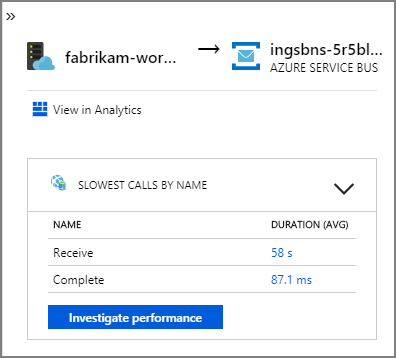 »
fabrikam-wor...
→
ingsbns-5r5bl...
AZURE SERVICE BUS
View in Analytics
SLOWEST CALLS BY NAME
NAME DURATION (AVG)
Receive 58 s
Complete 87.1 ms
Investigate performance